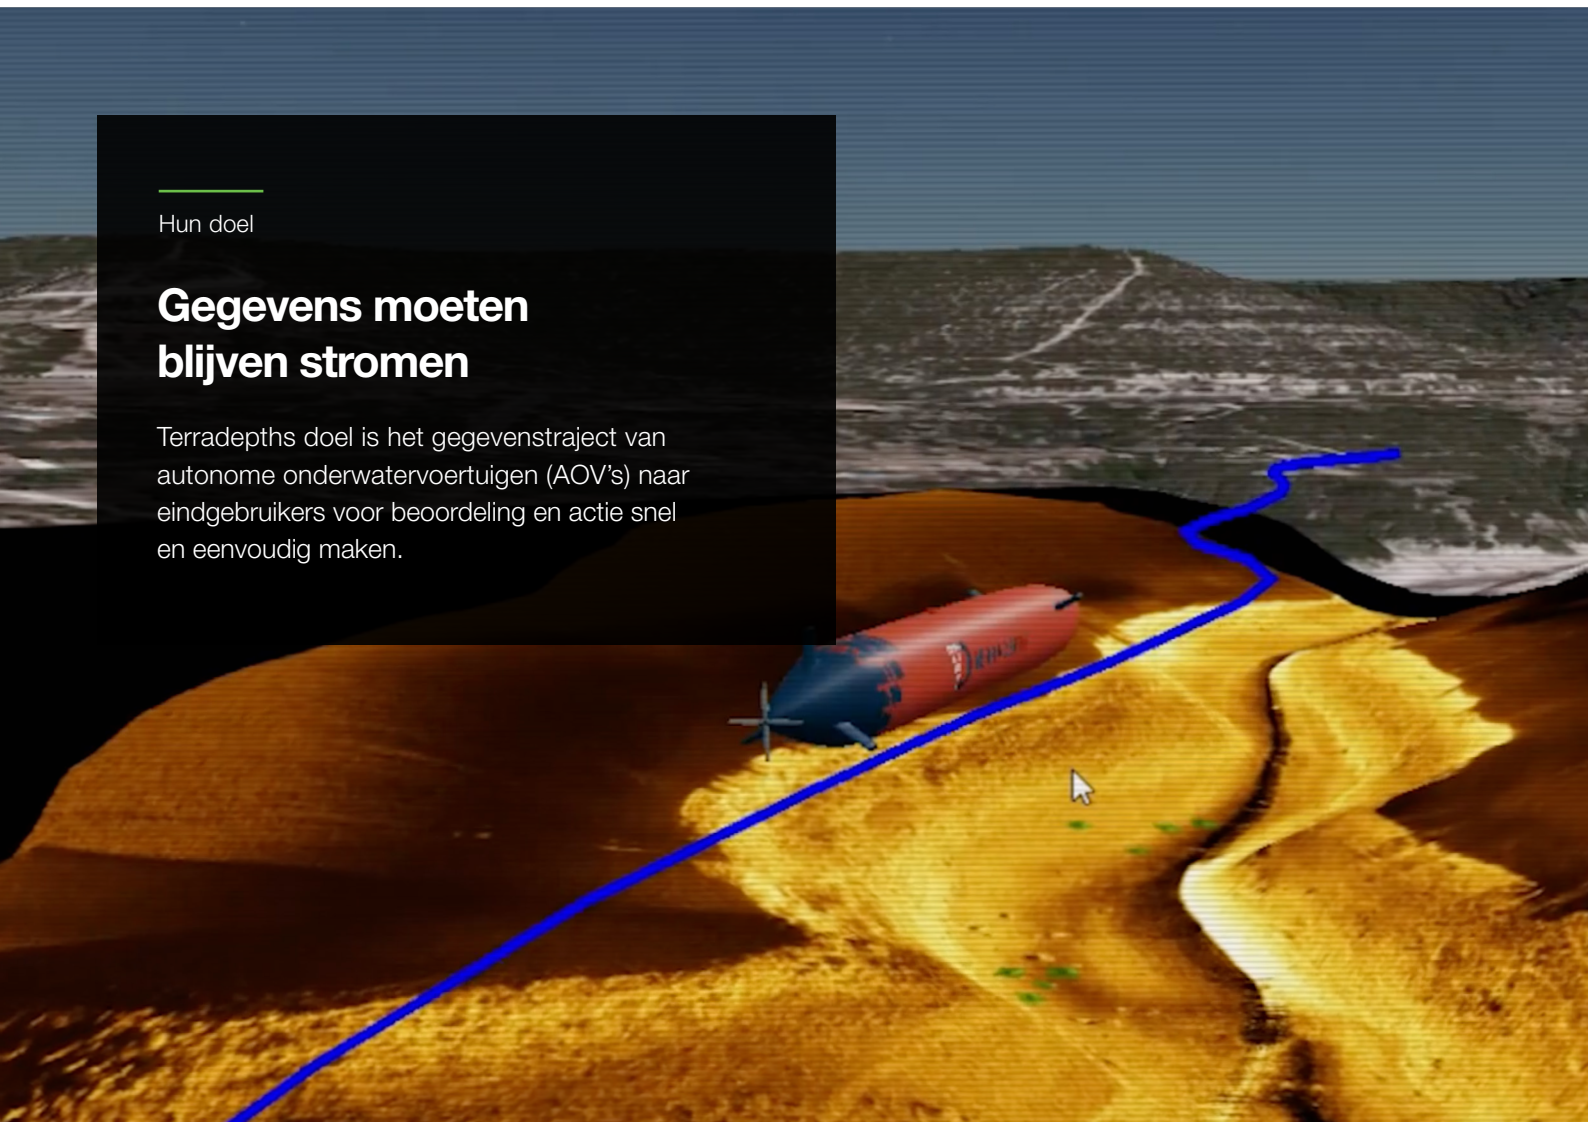 Hun doel
Gegevens moeten
blijven stromen
Terradepths doel is het gegevenstraject van
autonome onderwatervoertuigen (AOV’s) naar
eindgebruikers voor beoordeling en actie snel
en eenvoudig maken.